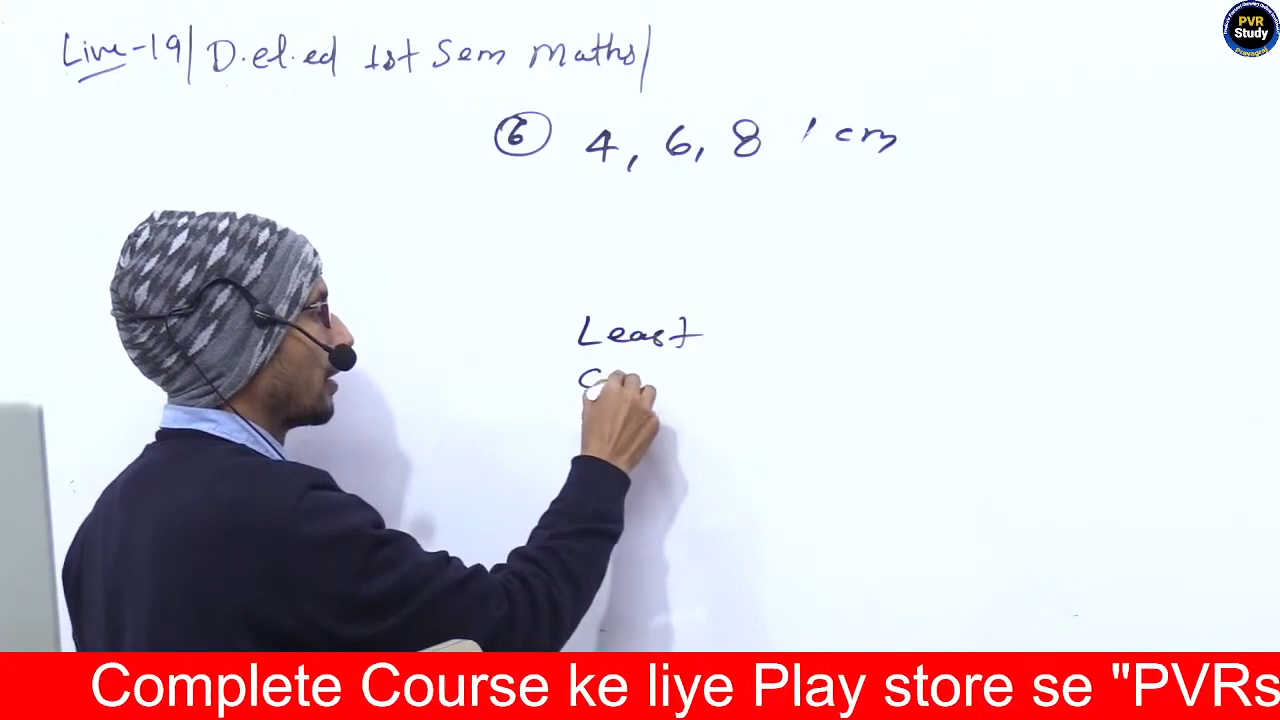 Live-19/ D.el.ed 1st Sem Maths/
⑥ 4, 6, 8 , cm
Least
C
PVR
Study
Prayagraj
Complete Course ke liye Play store se "PVRs